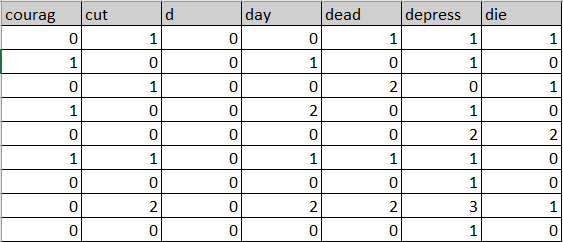 courag cut d day dead depress die
0 1 0 0 1 1 1
1 0 0 1 0 1 0
0 1 0 0 2 0 1
1 0 0 2 0 1 0
0 0 0 0 0 2 2
1 1 0 1 1 1 0
0 0 0 0 0 1 0
0 2 0 2 2 3 1
0 0 0 0 0 1 0